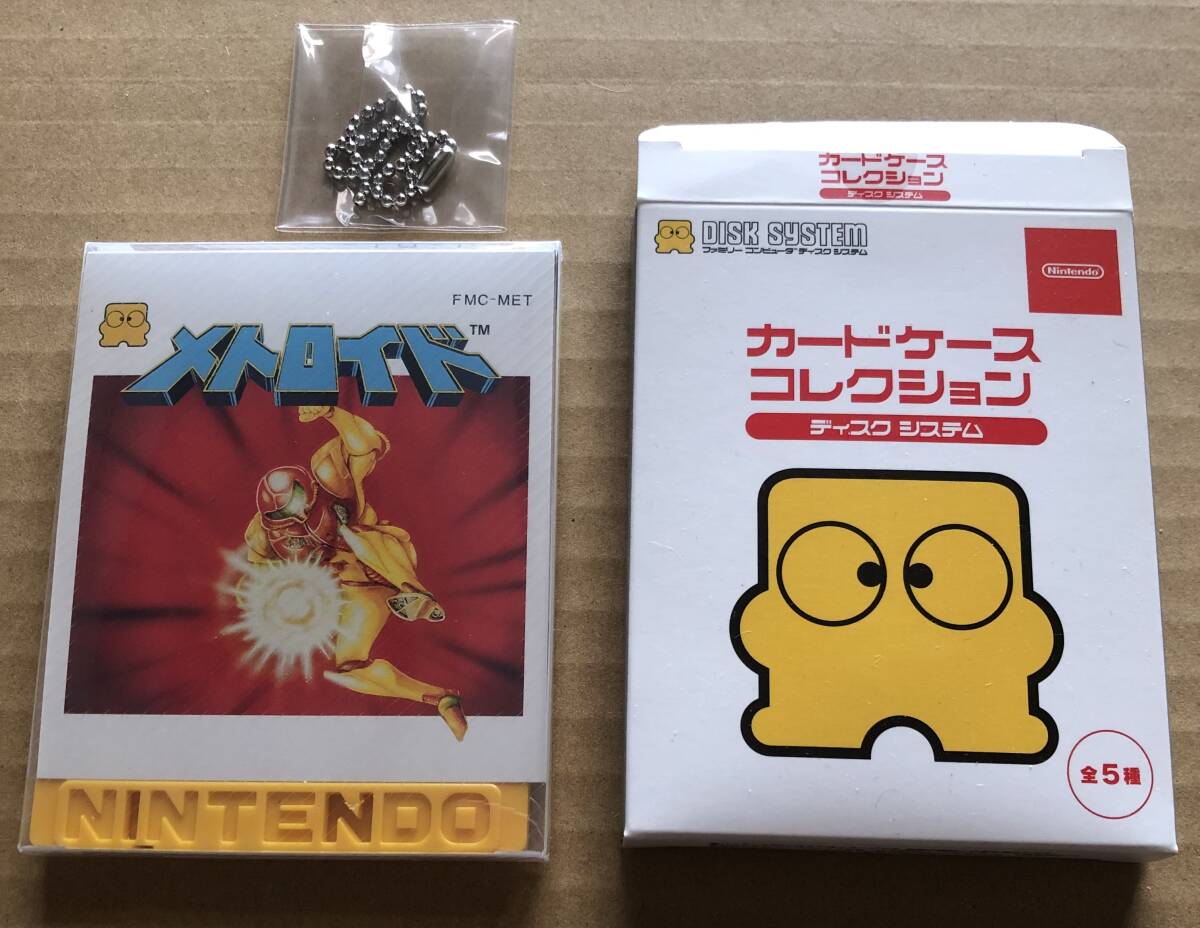 FMC-MET
メトロイド™
NINTENDO
カードケース
コレクション
ディスク システム
DISK SYSTEM
ファミリー コンピュータ ディスク システム
Nintendo
カードケース
コレクション
ディスク システム
全5種